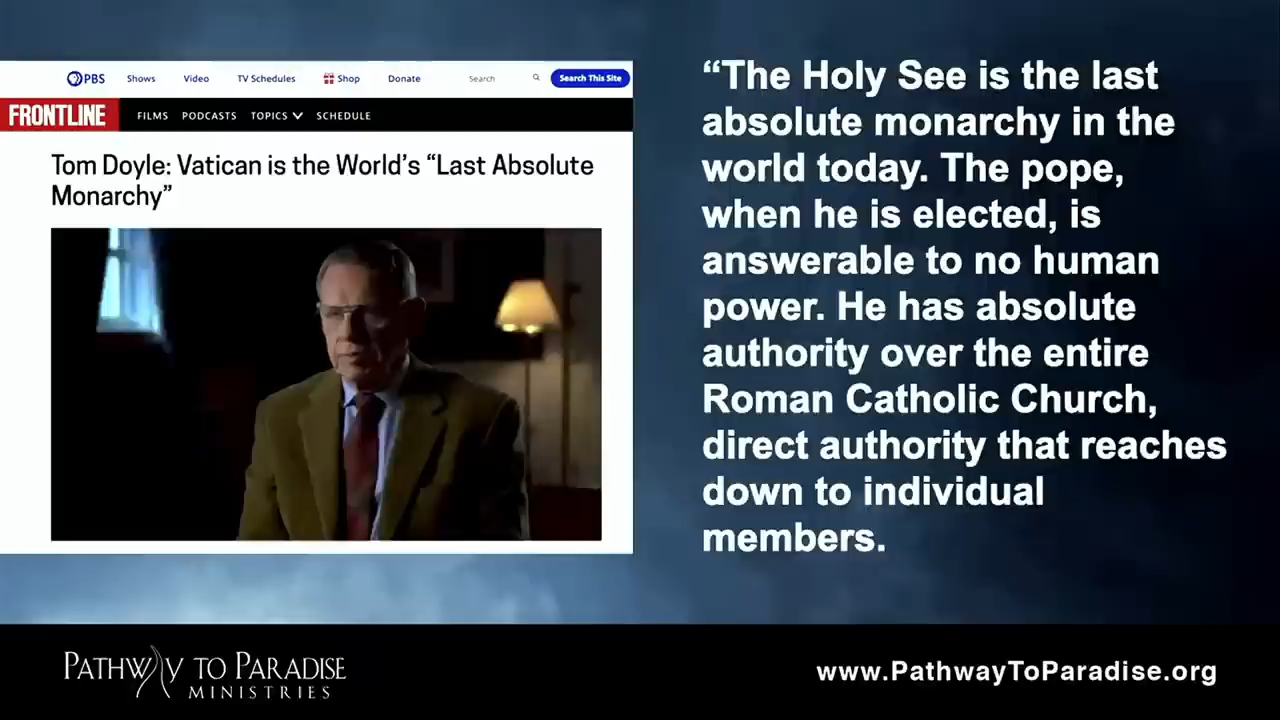 PBS Shows Video TV Schedules Shop Donate Search Search This Site
FRONTLINE FILMS PODCASTS TOPICS SCHEDULE
Tom Doyle: Vatican is the World's “Last Absolute
Monarchy”
“The Holy See is the last
absolute monarchy in the
world today. The pope,
when he is elected, is
answerable to no human
power. He has absolute
authority over the entire
Roman Catholic Church,
direct authority that reaches
down to individual
members.
PATHWAY TO PARADISE
MINISTRIES
www.PathwayToParadise.org